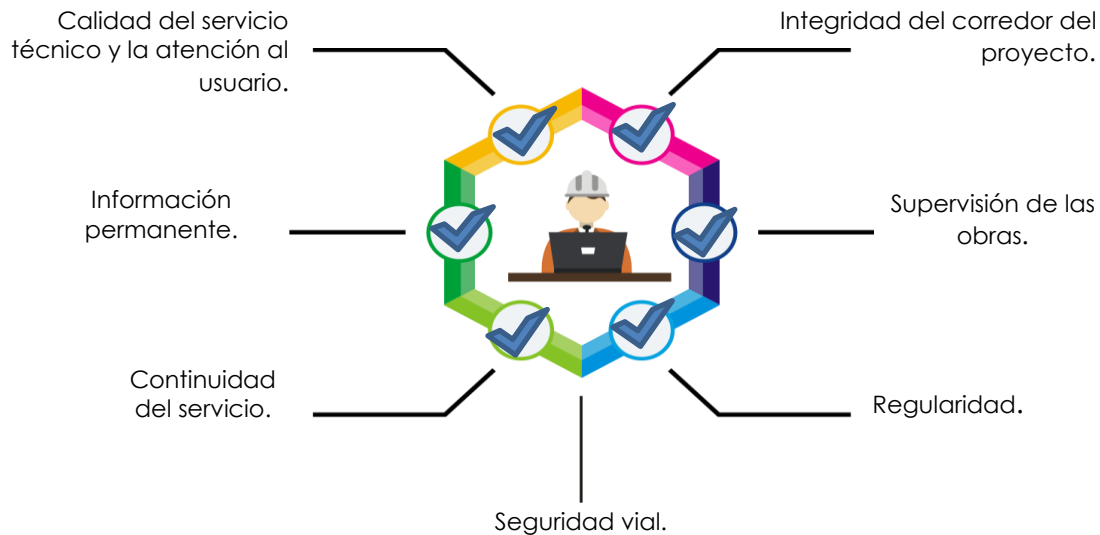 Calidad del servicio
técnico y la atención al
usuario.
Integridad del corredor del
proyecto.
Información
permanente.
Supervisión de las
obras.
Continuidad
del servicio.
Regularidad.
Seguridad vial.